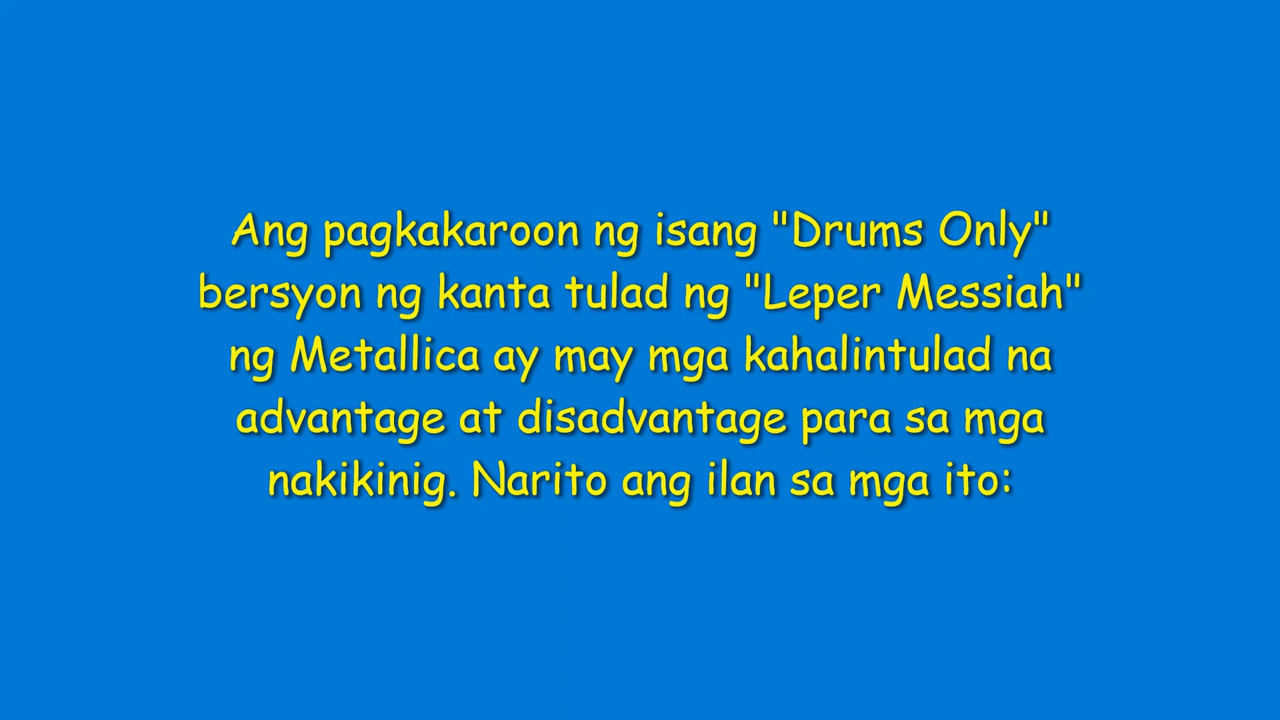 Ang pagkakaroon ng isang "Drums Only"
bersyon ng kanta tulad ng "Leper Messiah"
ng Metallica ay may mga kahalintulad na
advantage at disadvantage para sa mga
nakikinig. Narito ang ilan sa mga ito: